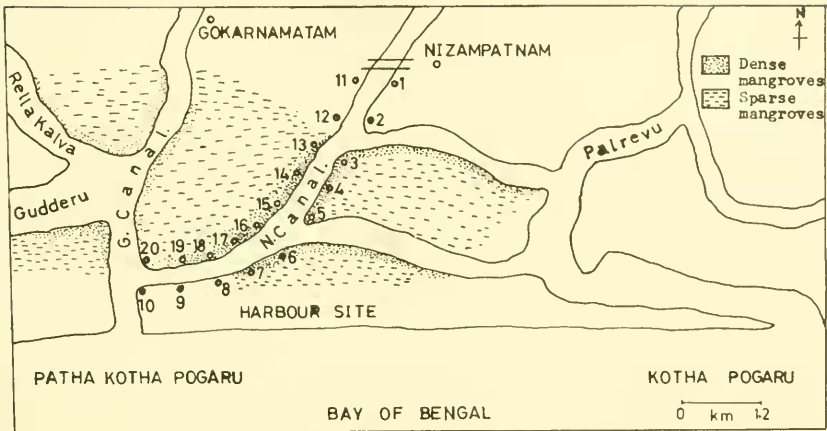 GOKARNAMATAM
NIZAMPATNAM
N
Dense
mangroves
Sparse
mangroves
Rella Kalva
G. Canal.
Gudderu
N. Canal
Palrevu
11
1
12
2
13
3
14
4
15
5
16
17
18
19
20
6
7
8
9
10
HARBOUR SITE
PATHA KOTHA POGARU
KOTHA POGARU
BAY OF BENGAL
0 km 1.2